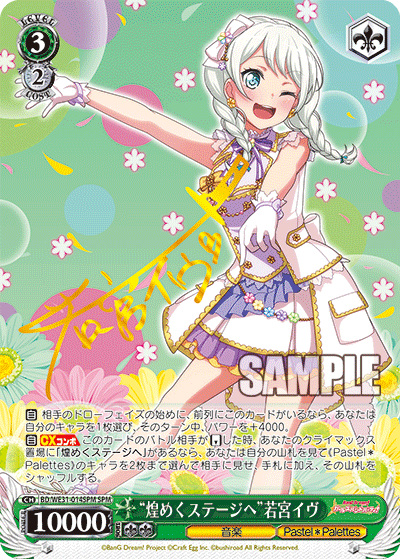 LEVEL
3
2
COST
SAMPLE
自 相手のドローフェイズの始めに、前列にこのカードがいるなら、あなたは
自分のキャラを1枚選び、そのターン中、パワーを+4000。
自 CXコンボ このカードのバトル相手が した時、あなたのクライマックス
置場に「煌めくステージへ」があるなら、あなたは自分の山札を見て《Pastel＊
Palettes》のキャラを2枚まで選んで相手に見せ、手札に加え、その山札を
シャッフルする。
CH BD/WE31-014SPM SPM
10000
“煌めくステージへ”若宮イヴ
音楽
Pastel＊Palettes
©BanG Dream! Project ©Craft Egg Inc. ©bushiroad All Rights Reserved.